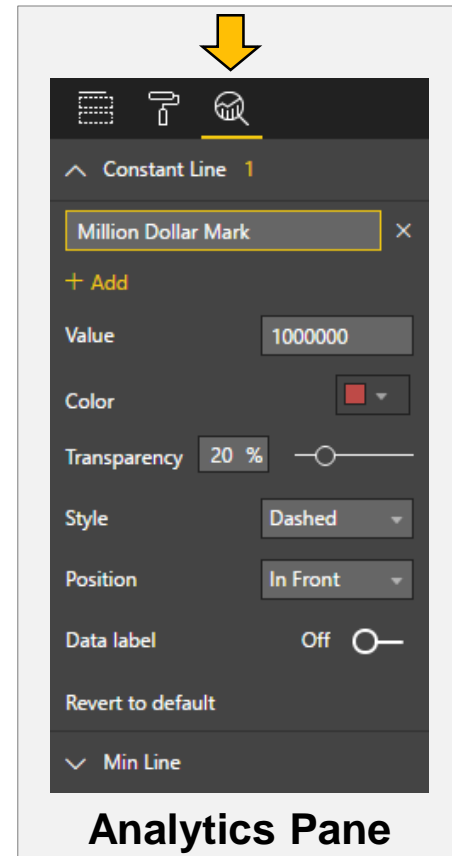 Constant Line 1
Million Dollar Mark
+ Add
Value 1000000
Color
Transparency 20 %
Style Dashed
Position In Front
Data label Off
Revert to default
Min Line
Analytics Pane